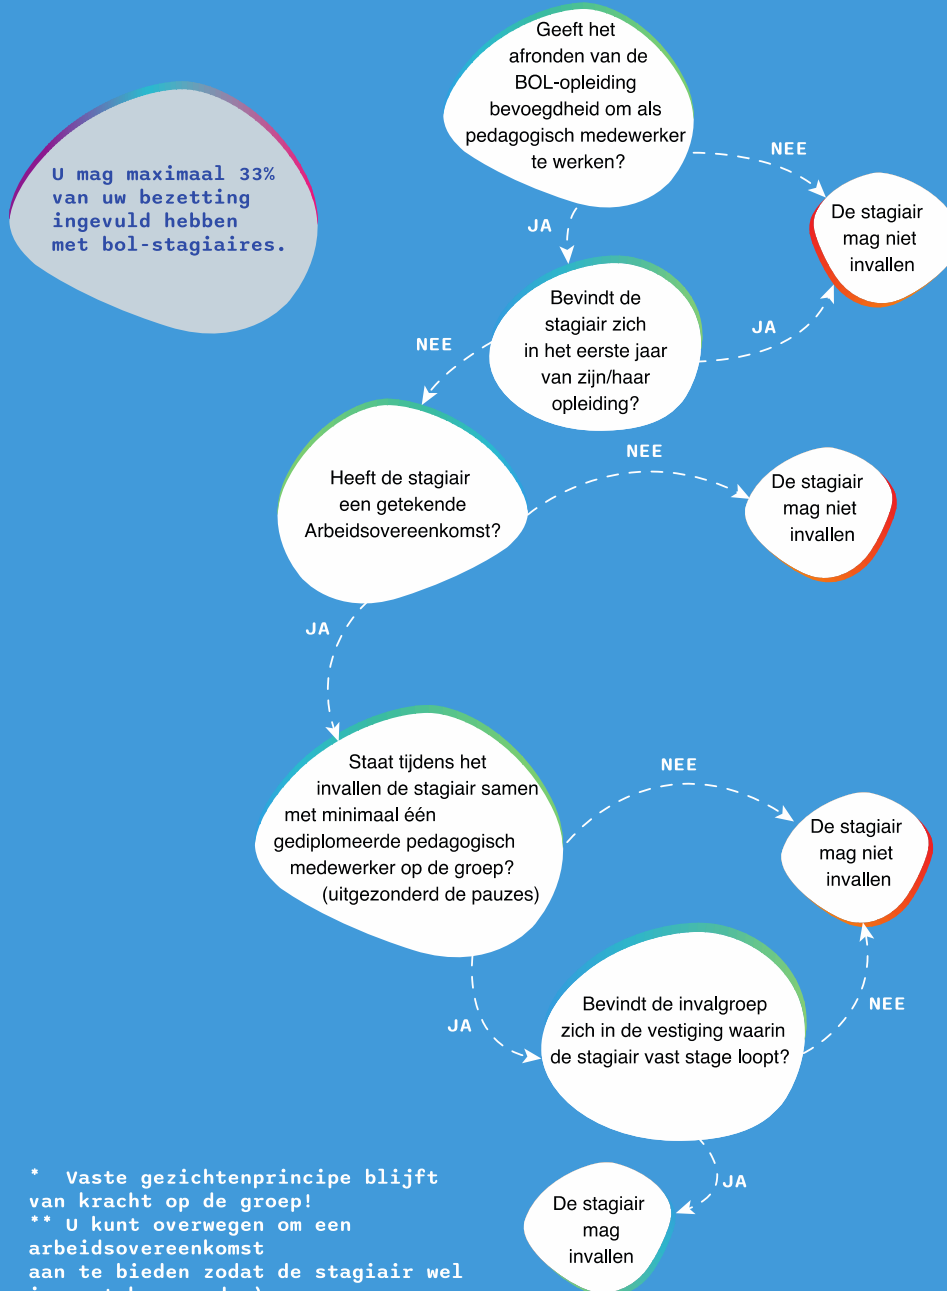 Geeft het
afronden van de
BOL-opleiding
bevoegdheid om als
pedagogisch medewerker
te werken?
NEE
U mag maximaal 33%
van uw bezetting
ingevuld hebben
met bol-stagiaires.
De stagiair
mag niet
invallen
JA
Bevindt de
stagiair zich
in het eerste jaar
van zijn/haar
opleiding?
JA
NEE
Heeft de stagiair
een getekende
Arbeidsovereenkomst?
NEE
De stagiair
mag niet
invallen
JA
Staat tijdens het
invallen de stagiair samen
met minimaal één
gediplomeerde pedagogisch
medewerker op de groep?
(uitgezonderd de pauzes)
NEE
De stagiair
mag niet
invallen
JA
Bevindt de invalgroep
zich in de vestiging waarin
de stagiair vast stage loopt?
NEE
JA
De stagiair
mag
invallen
* Vaste gezichtenprincipe blijft
van kracht op de groep!
** U kunt overwegen om een
arbeidsovereenkomst
aan te bieden zodat de stagiair wel